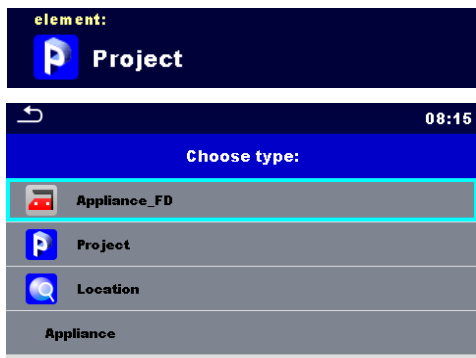 element:
Project
08:15
Choose type:
Appliance_FD
Project
Location
Appliance